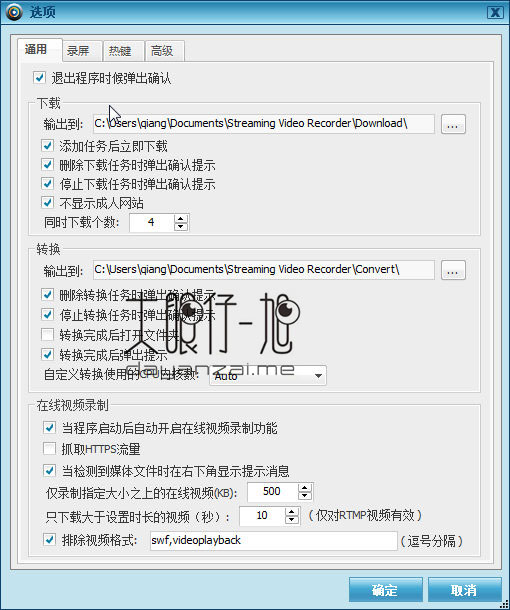 选项
通用 录屏 热键 高级
退出程序时候弹出确认
下载
输出到: C:\Users\qiang\Documents\Streaming Video Recorder\Download\ ...
添加任务后立即下载
删除下载任务时弹出确认提示
停止下载任务时弹出确认提示
不显示成人网站
同时下载个数: 4
转换
输出到: C:\Users\qiang\Documents\Streaming Video Recorder\Convert\ ...
删除转换任务时弹出确认提示
停止转换任务时弹出确认提示
转换完成后打开文件夹
转换完成后弹出提示
大眼仔~旭
dayanzai.me
自定义转换使用的CPU内核数: Auto
在线视频录制
当程序启动后自动开启在线视频录制功能
抓取HTTPS流量
当检测到媒体文件时在右下角显示提示消息
仅录制指定大小之上的在线视频(KB): 500
只下载大于设置时长的视频（秒）: 10 (仅对RTMP视频有效)
排除视频格式: swf,videoplayback (逗号分隔)
确定 取消